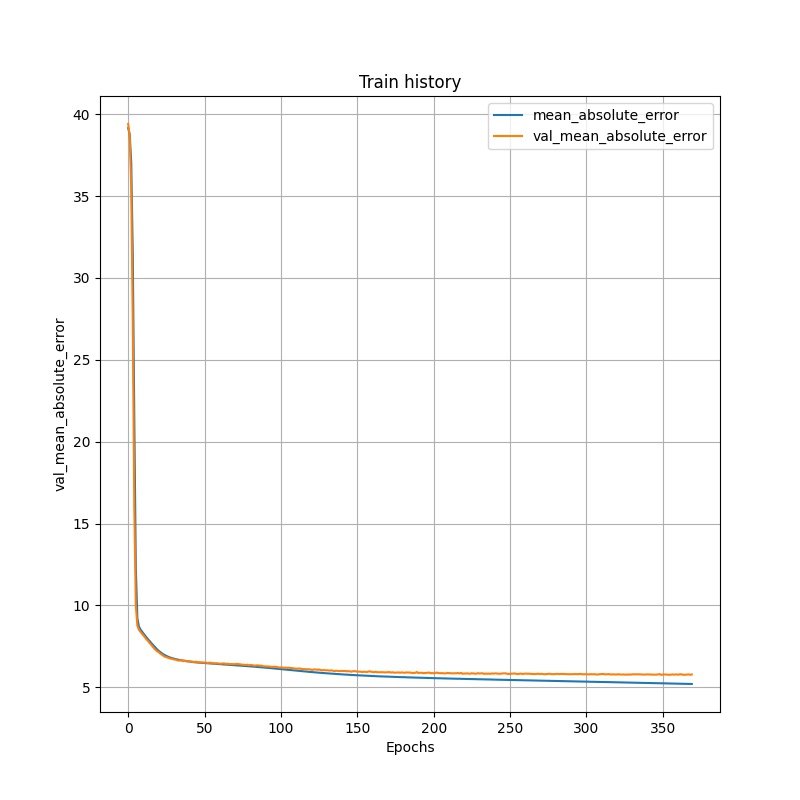 Train history
mean_absolute_error
val_mean_absolute_error
val_mean_absolute_error
40
35
30
25
20
15
10
5
0 50 100 150 200 250 300 350
Epochs